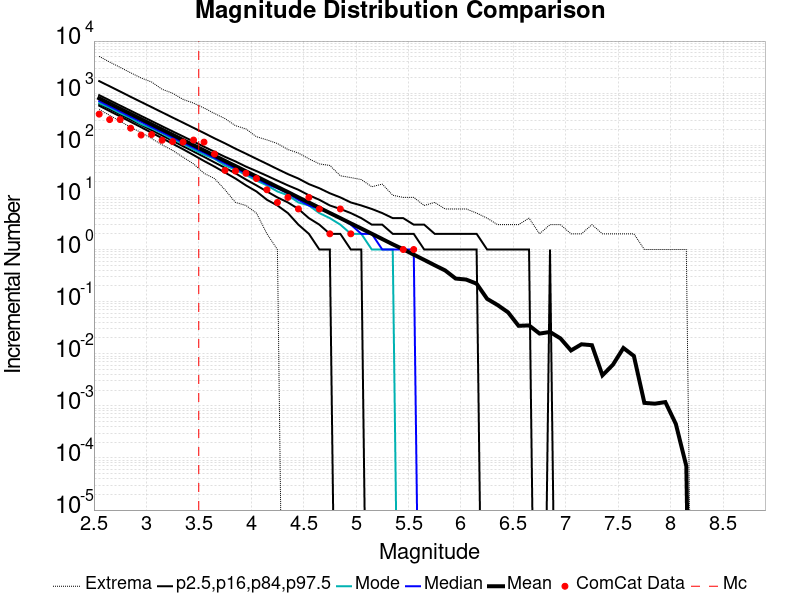 Magnitude Distribution Comparison
Incremental Number
10^4
10^3
10^2
10^1
10^0
10^-1
10^-2
10^-3
10^-4
10^-5
2.5 3 3.5 4 4.5 5 5.5 6 6.5 7 7.5 8 8.5
Magnitude
Extrema p2.5,p16,p84,p97.5 Mode Median Mean ComCat Data Mc